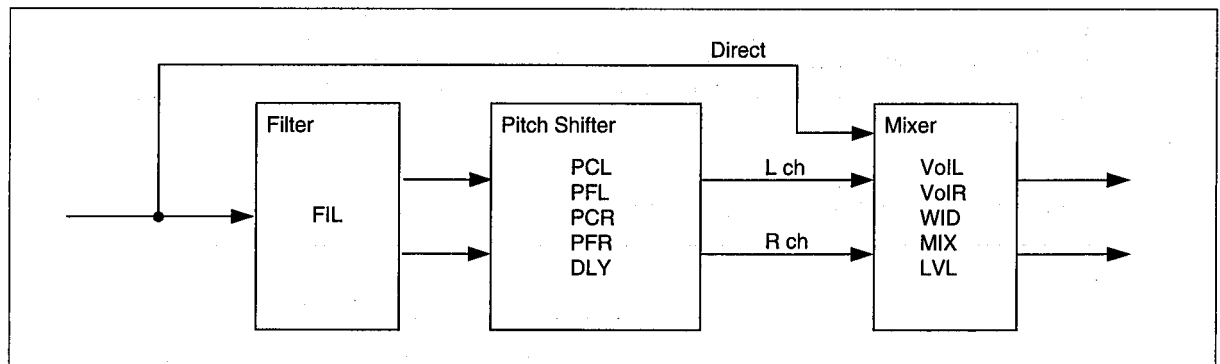 Direct
Filter
FIL
Pitch Shifter
PCL
PFL
PCR
PFR
DLY
L ch
R ch
Mixer
VolL
VolR
WID
MIX
LVL